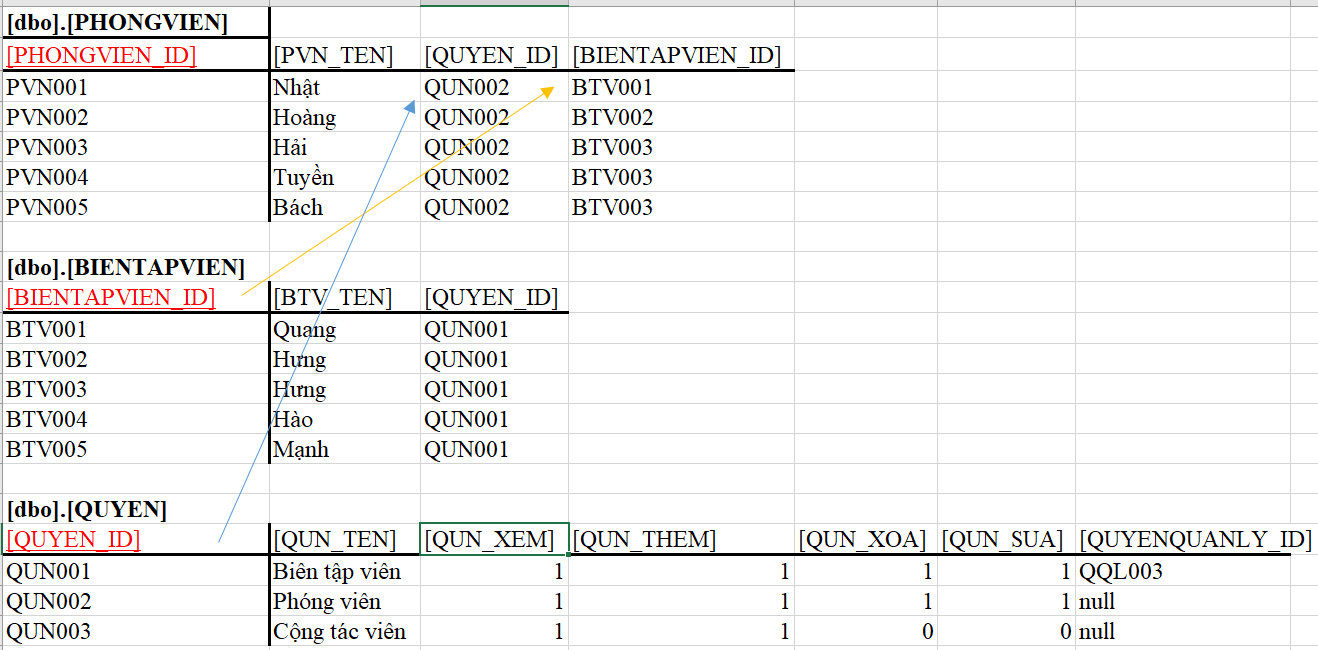 [dbo].[PHONGVIEN]
[PHONGVIEN_ID] [PVN_TEN] [QUYEN_ID] [BIENTAPVIEN_ID]
PVN001 Nhật QUN002 BTV001
PVN002 Hoàng QUN002 BTV002
PVN003 Hải QUN002 BTV003
PVN004 Tuyền QUN002 BTV003
PVN005 Bách QUN002 BTV003
[dbo].[BIENTAPVIEN]
[BIENTAPVIEN_ID] [BTV_TEN] [QUYEN_ID]
BTV001 Quang QUN001
BTV002 Hưng QUN001
BTV003 Hưng QUN001
BTV004 Hào QUN001
BTV005 Mạnh QUN001
[dbo].[QUYEN]
[QUYEN_ID] [QUN_TEN] [QUN_XEM] [QUN_THEM] [QUN_XOA] [QUN_SUA] [QUYENQUANLY_ID]
QUN001 Biên tập viên 1 1 1 1 QQL003
QUN002 Phóng viên 1 1 1 1 null
QUN003 Cộng tác viên 1 1 0 0 null